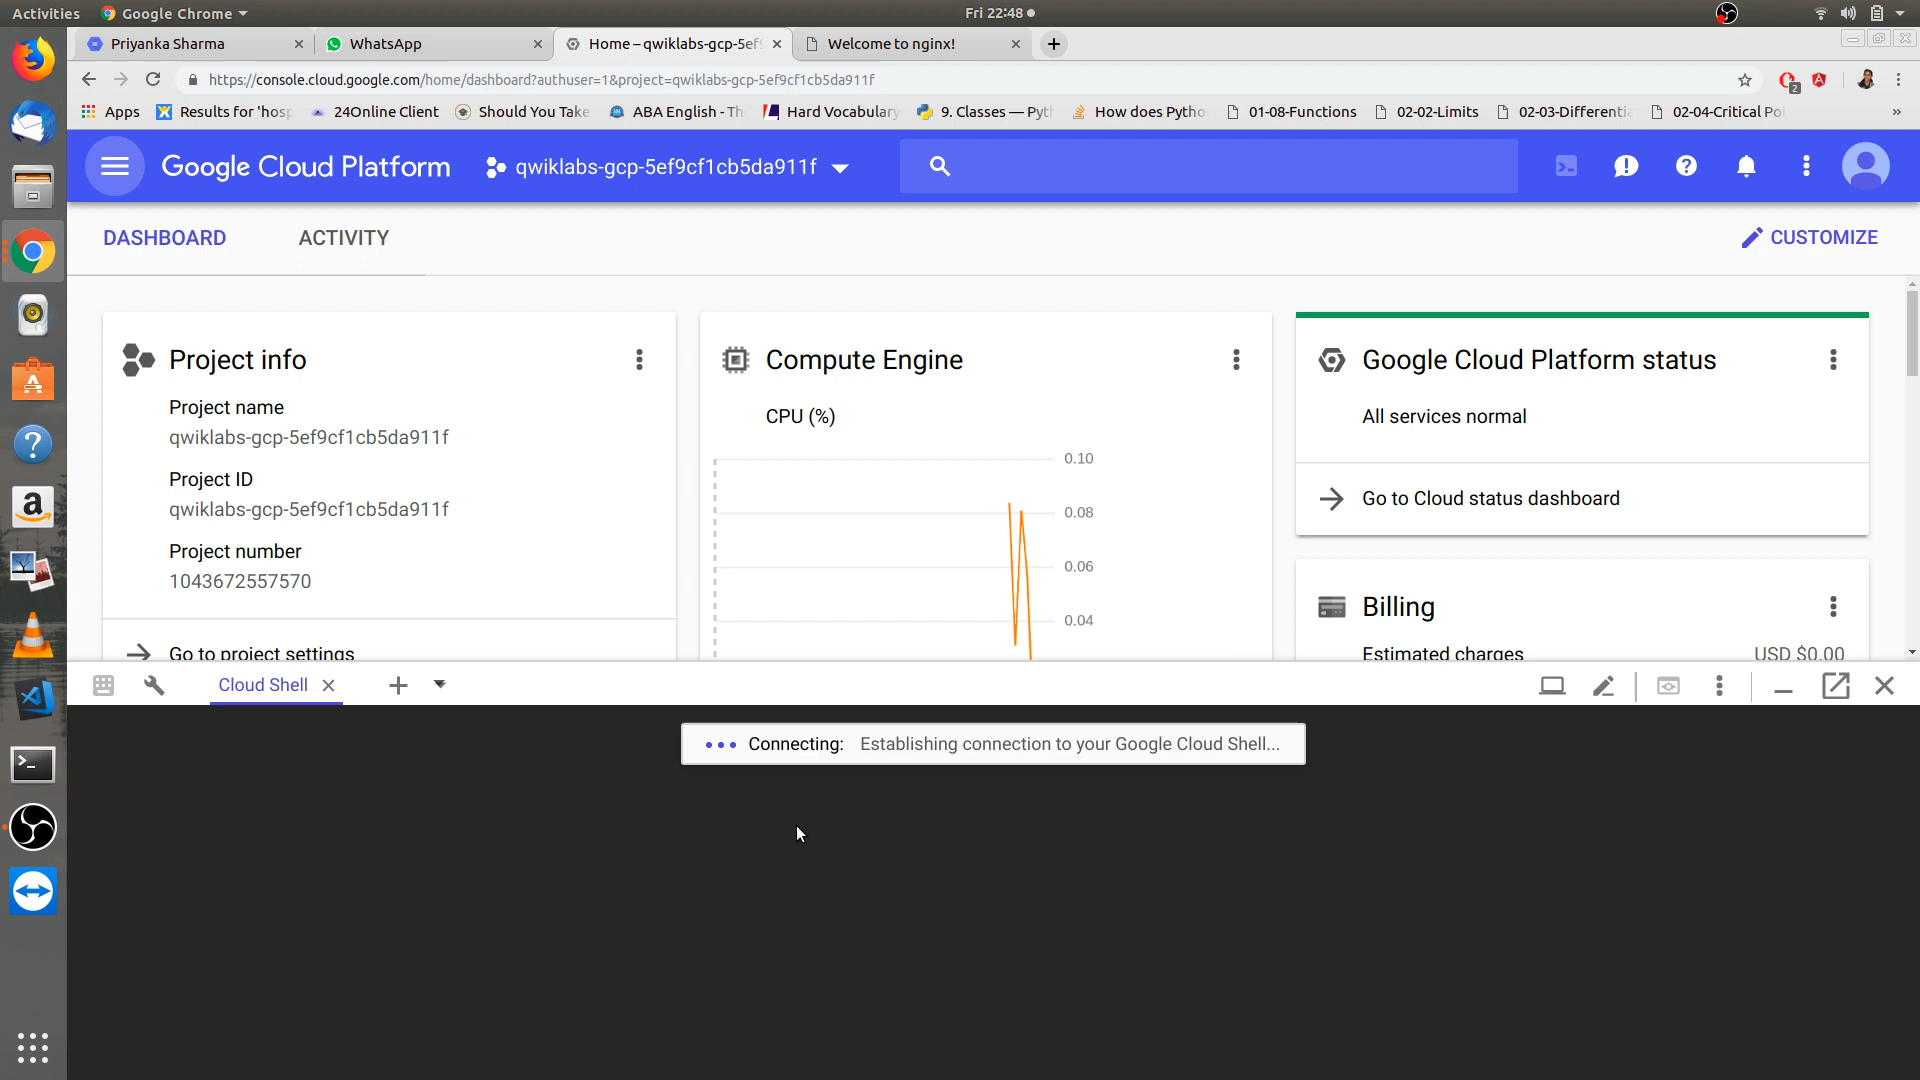 Activities
Google Chrome
Fri 22:48
Priyanka Sharma
WhatsApp
Home – qwiklabs-gcp-5ef9
Welcome to nginx!
https://console.cloud.google.com/home/dashboard?authuser=1&project=qwiklabs-gcp-5ef9cf1cb5da911f
2
Apps
Results for 'hosp
24Online Client
Should You Take
ABA English - Th
Hard Vocabulary
9. Classes — Pyth
How does Pytho
01-08-Functions
02-02-Limits
02-03-Differentia
02-04-Critical Poi
»
Google Cloud Platform
qwiklabs-gcp-5ef9cf1cb5da911f
DASHBOARD
ACTIVITY
CUSTOMIZE
Project info
Project name
qwiklabs-gcp-5ef9cf1cb5da911f
Project ID
qwiklabs-gcp-5ef9cf1cb5da911f
Project number
1043672557570
Go to project settings
Compute Engine
CPU (%)
0.10
0.08
0.06
0.04
Google Cloud Platform status
All services normal
Go to Cloud status dashboard
Billing
Estimated charges
USD $0.00
Cloud Shell
Connecting: Establishing connection to your Google Cloud Shell...